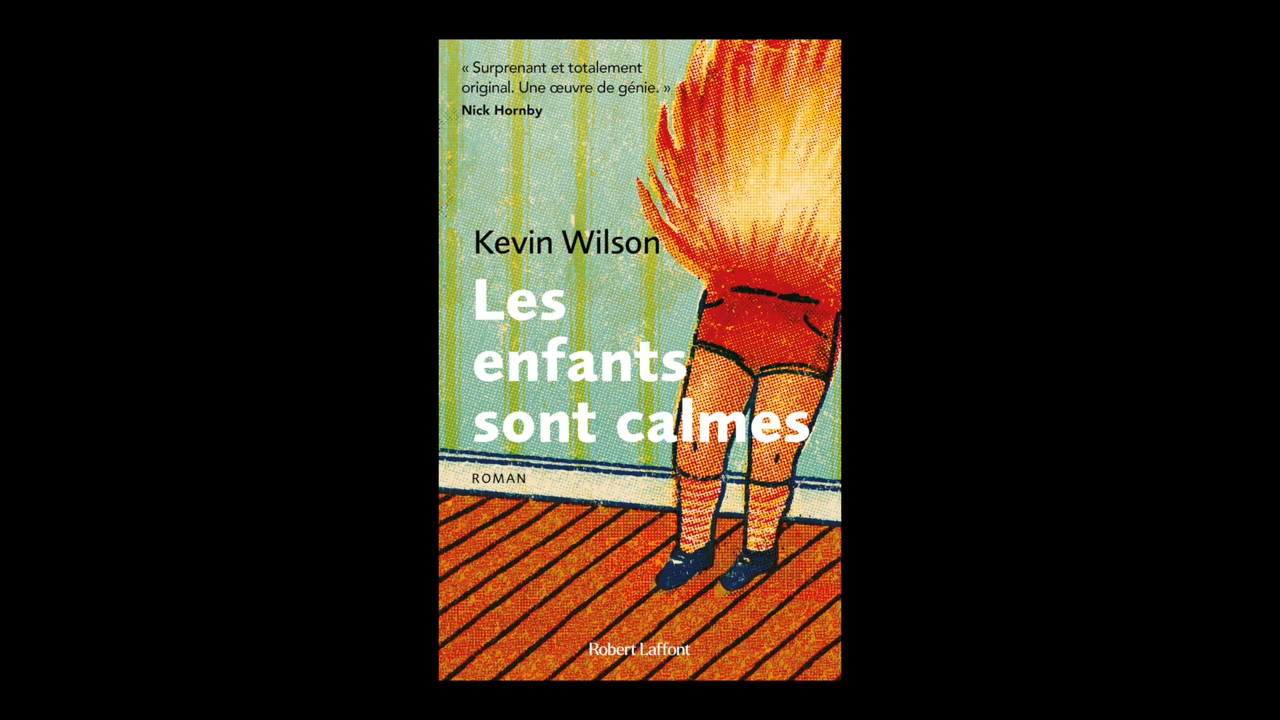 « Surprenant et totalement
original. Une œuvre de génie. »
Nick Hornby
Kevin Wilson
Les
enfants
sont calmes
ROMAN
Robert Laffont